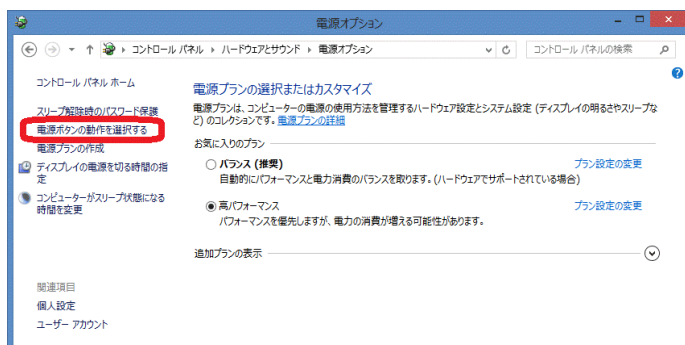 電源オプション
コントロール パネル ▸ ハードウェアとサウンド ▸ 電源オプション
コントロール パネルの検索
コントロール パネル ホーム
スリープ解除時のパスワード保護
電源ボタンの動作を選択する
電源プランの作成
ディスプレイの電源を切る時間の指
定
コンピューターがスリープ状態になる
時間を変更
関連項目
個人設定
ユーザー アカウント
電源プランの選択またはカスタマイズ
電源プランは、コンピューターの電源の使用方法を管理するハードウェア設定とシステム設定 (ディスプレイの明るさやスリープな
ど) のコレクションです。電源プランの詳細
お気に入りのプラン
バランス (推奨)
プラン設定の変更
自動的にパフォーマンスと電力消費のバランスを取ります。(ハードウェアでサポートされている場合)
高パフォーマンス
プラン設定の変更
パフォーマンスを優先しますが、電力の消費が増える可能性があります。
追加プランの表示